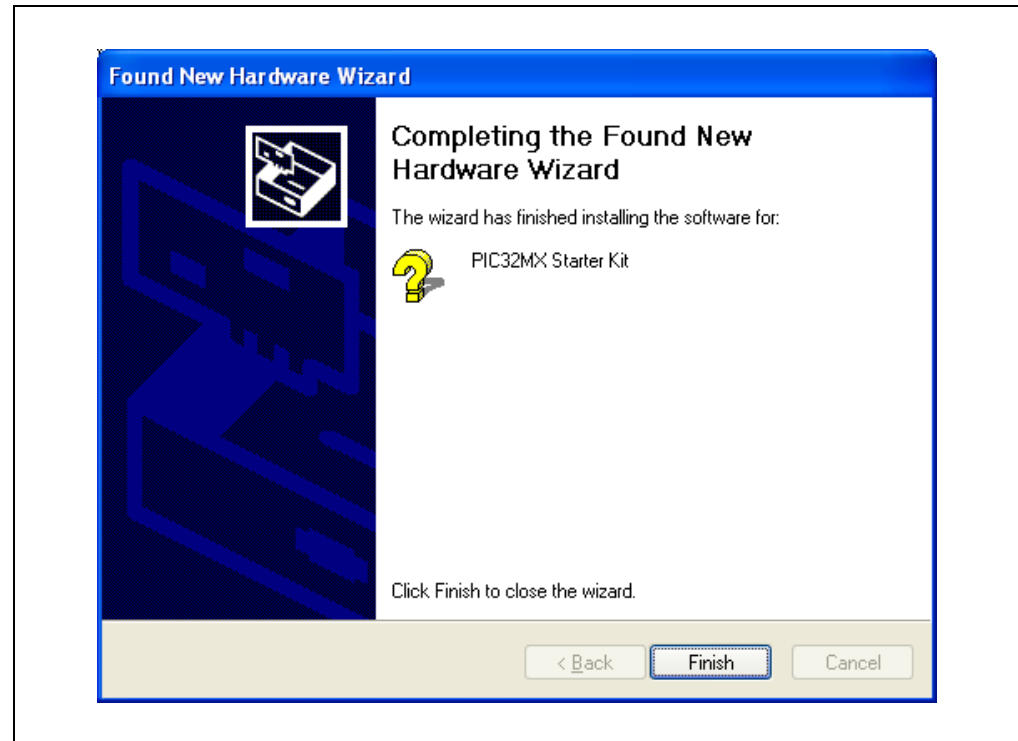 Found New Hardware Wizard
Completing the Found New
Hardware Wizard
The wizard has finished installing the software for:
PIC32MX Starter Kit
Click Finish to close the wizard.
< Back
Finish
Cancel